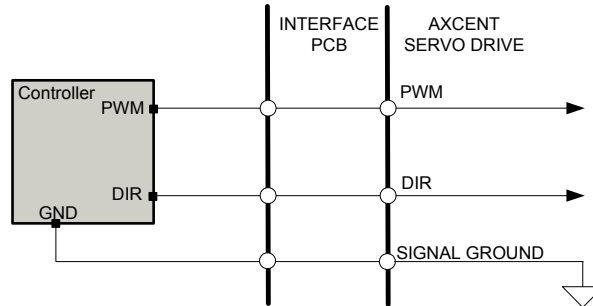 INTERFACE
PCB
AXCENT
SERVO DRIVE
Controller
PWM
PWM
DIR
DIR
GND
SIGNAL GROUND